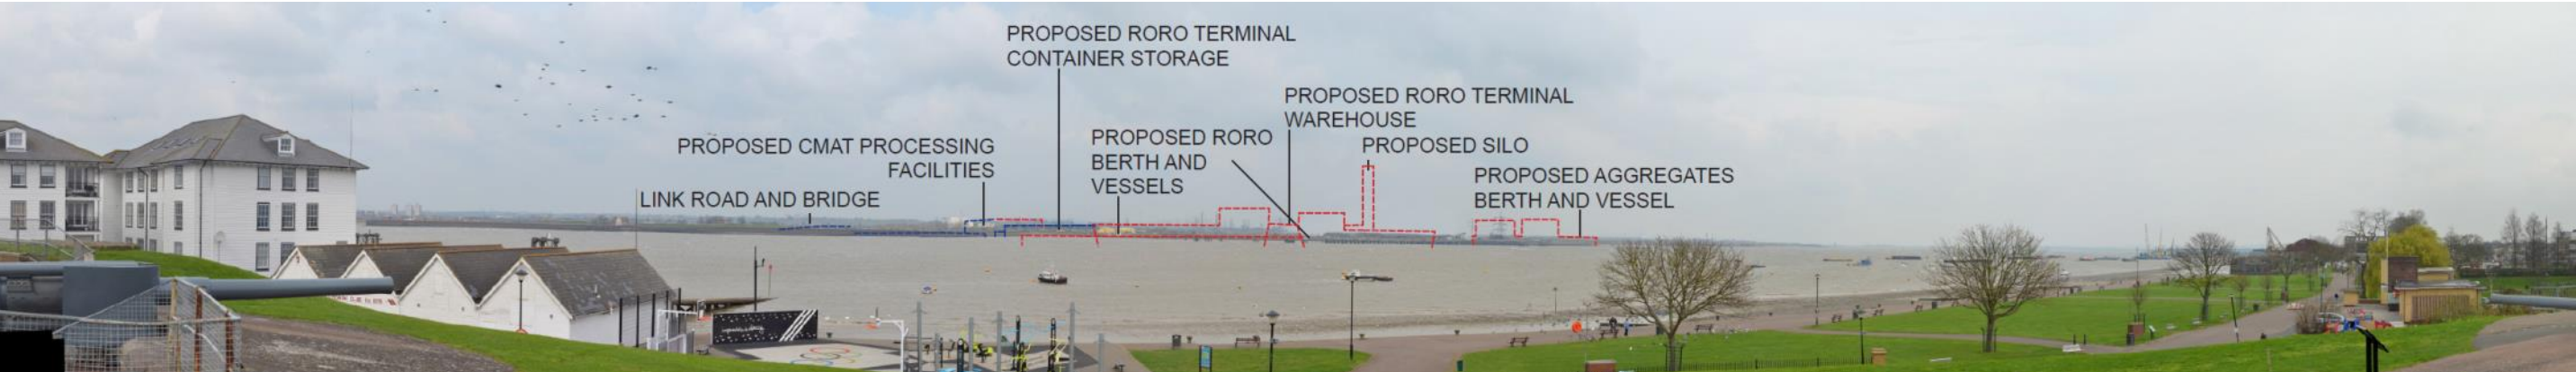 PROPOSED RORO TERMINAL
CONTAINER STORAGE
PROPOSED RORO TERMINAL
WAREHOUSE
PROPOSED CMAT PROCESSING
FACILITIES
PROPOSED RORO
BERTH AND
VESSELS
PROPOSED SILO
PROPOSED AGGREGATES
BERTH AND VESSEL
LINK ROAD AND BRIDGE